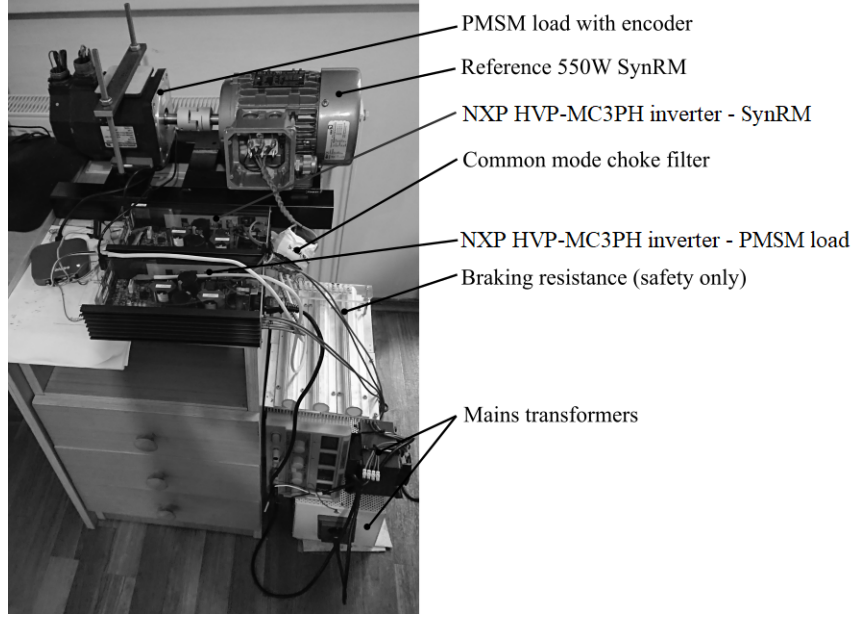 PMSM load with encoder
Reference 550W SynRM
NXP HVP-MC3PH inverter - SynRM
Common mode choke filter
NXP HVP-MC3PH inverter - PMSM load
Braking resistance (safety only)
Mains transformers